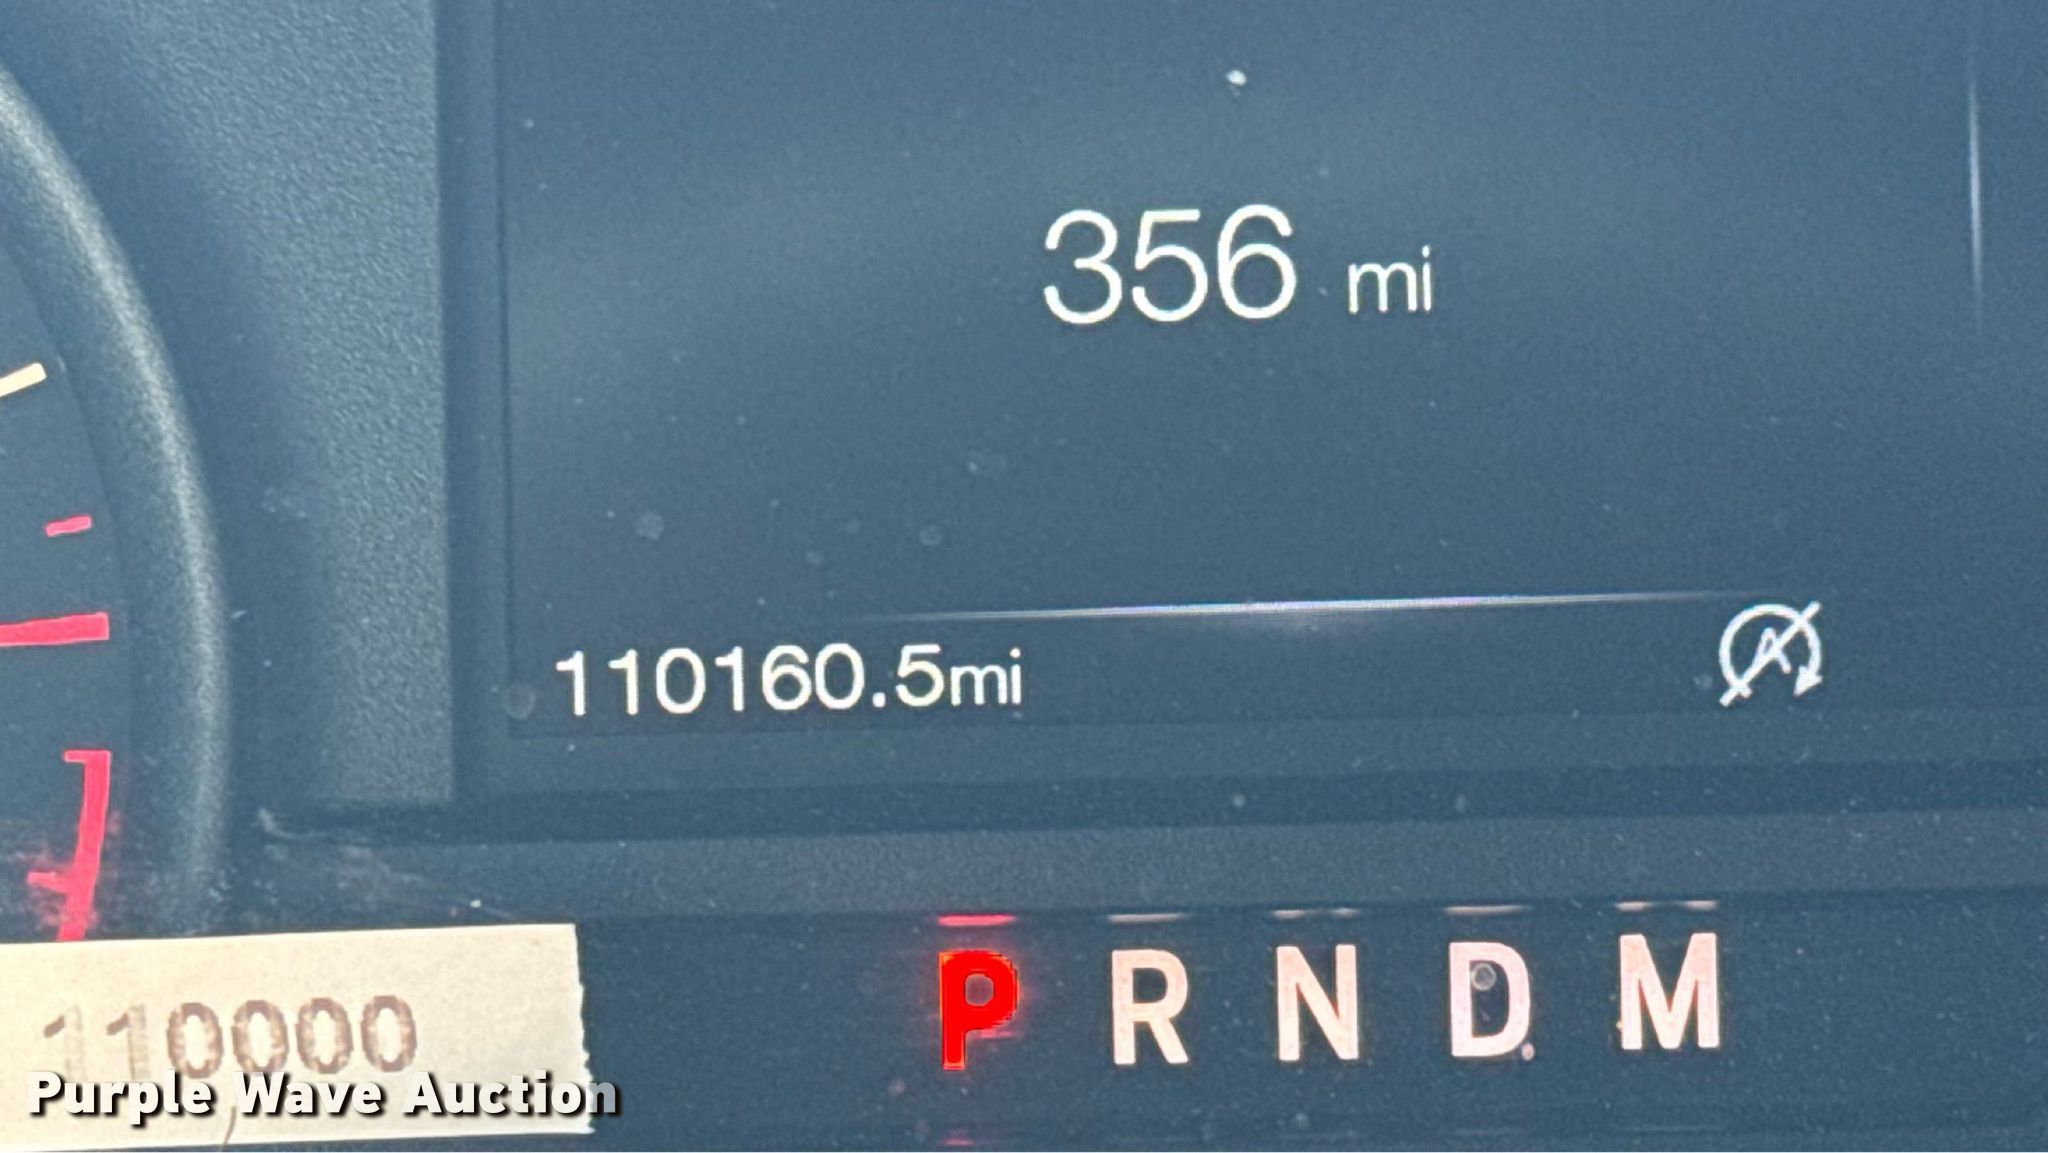 356 mi
110160.5mi
A
P R N D M
110000
Purple Wave Auction